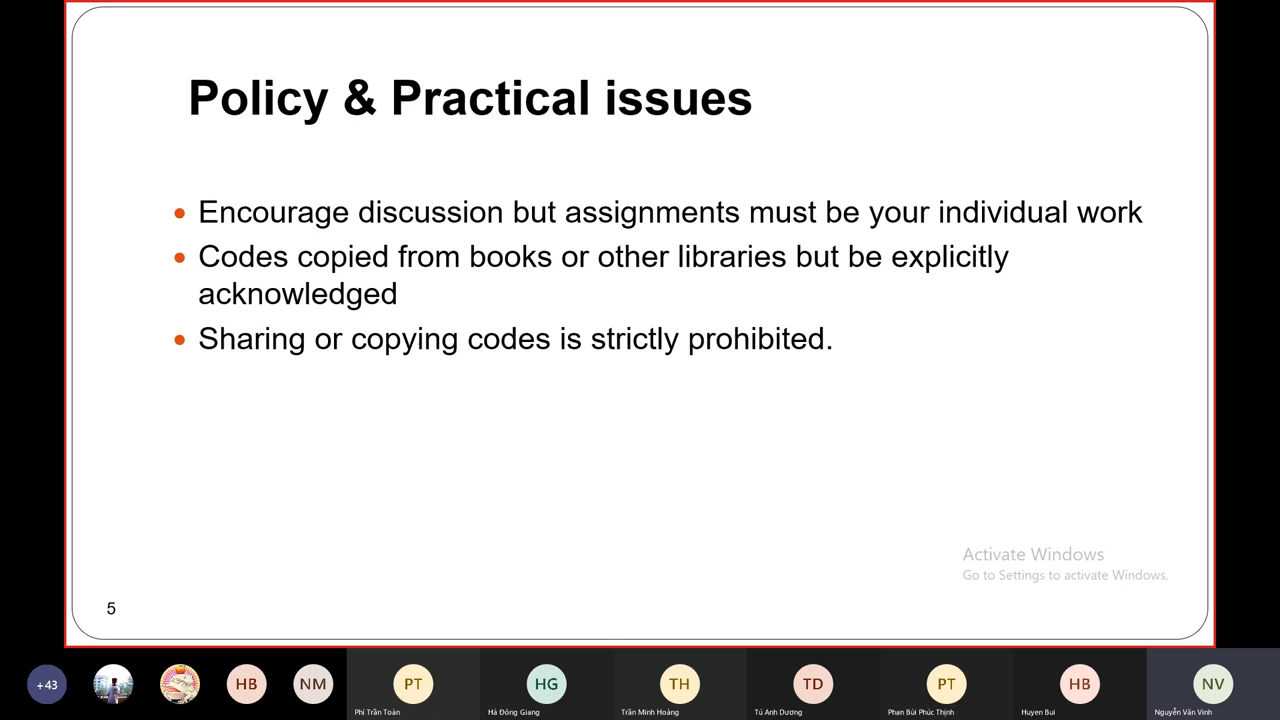 Policy & Practical issues
Encourage discussion but assignments must be your individual work
Codes copied from books or other libraries but be explicitly
acknowledged
Sharing or copying codes is strictly prohibited.
Activate Windows
Go to Settings to activate Windows.
5
+43
HB
NM
PT
HG
TH
TD
PT
HB
NV
Phí Trần Toàn
Hà Đông Giang
Trần Minh Hoàng
Tú Anh Dương
Phan Bùi Phúc Thịnh
Huyen Bui
Nguyễn Văn Vinh